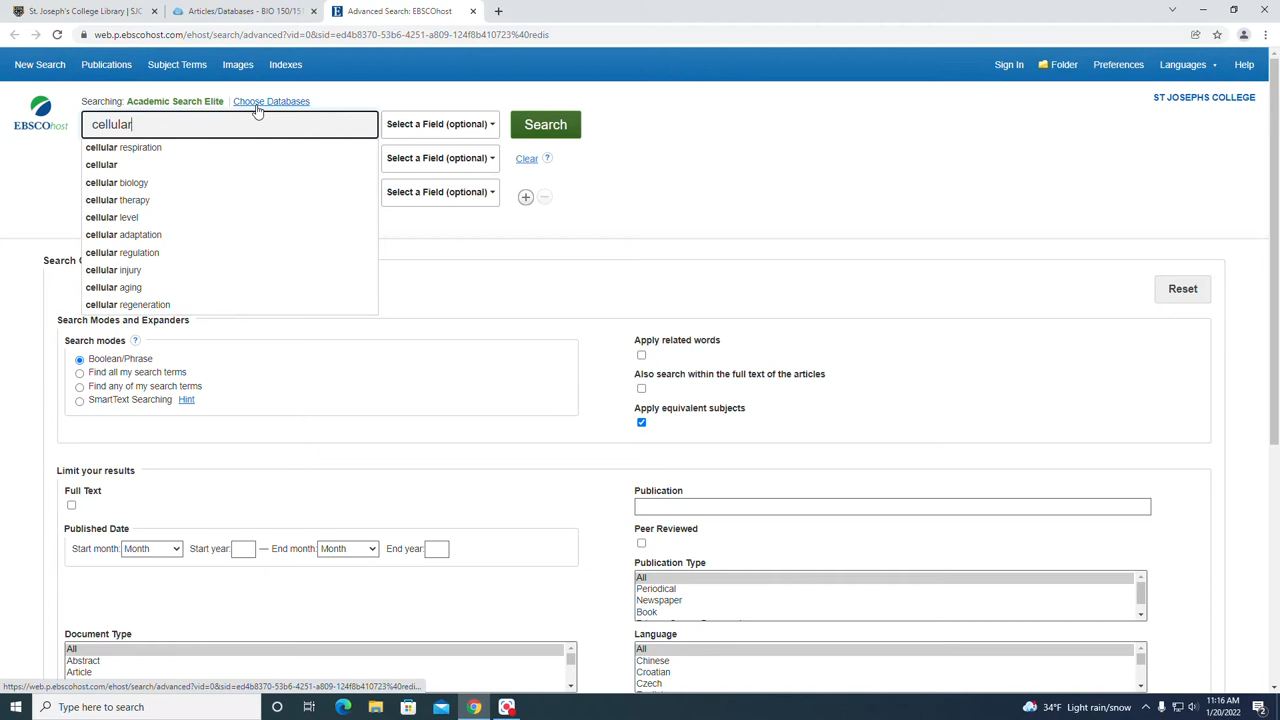 St. Joseph's College Library | SJC
Articles/Databases - BIO 150/15
Advanced Search: EBSCOhost
web.p.ebscohost.com/ehost/search/advanced?vid=0&sid=ed4b8370-53b6-4251-a809-124f8b410723%40redis
New Search
Publications
Subject Terms
Images
Indexes
Sign In
Folder
Preferences
Languages
Help
Searching: Academic Search Elite
Choose Databases
ST JOSEPHS COLLEGE
EBSCOhost
cellular
Select a Field (optional)
Search
cellular respiration
cellular
cellular biology
cellular therapy
cellular level
cellular adaptation
cellular regulation
cellular injury
cellular aging
cellular regeneration
Select a Field (optional)
Clear ?
Select a Field (optional)
Search
Reset
Search Modes and Expanders
Search modes ?
Boolean/Phrase
Find all my search terms
Find any of my search terms
SmartText Searching Hint
Apply related words
Also search within the full text of the articles
Apply equivalent subjects
Limit your results
Full Text
Published Date
Start month: Month Start year: — End month: Month End year:
Publication
Peer Reviewed
Publication Type
All
Periodical
Newspaper
Book
Document Type
All
Abstract
Article
Language
All
Chinese
Croatian
Czech
https://web.p.ebscohost.com/ehost/search/advanced?vid=0&sid=ed4b8370-53b6-4251-a809-124f8b410723%40redi...
Type here to search
34°F Light rain/snow
11:16 AM
1/20/2022
2